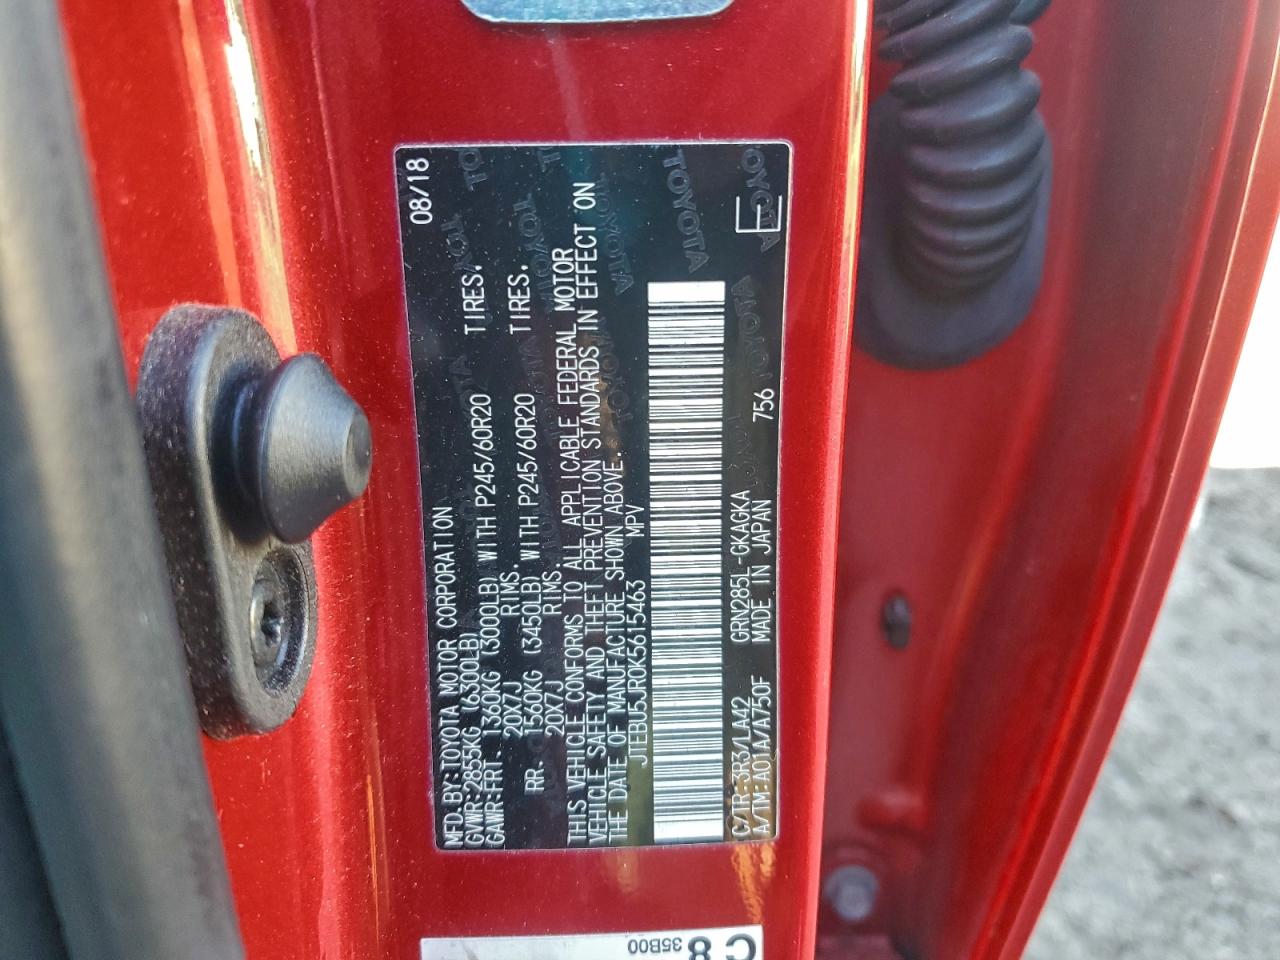 MFD. BY: TOYOTA MOTOR CORPORATION 08/18
GVWR: 2855KG (6300LB)
GAWR: FRT. 1360KG (3000LB) WITH P245/60R20 TIRES.
20X7J RIMS.
RR. 1560KG (3450LB) WITH P245/60R20 TIRES.
20X7J RIMS.
THIS VEHICLE CONFORMS TO ALL APPLICABLE FEDERAL MOTOR
VEHICLE SAFETY AND THEFT PREVENTION STANDARDS IN EFFECT ON
THE DATE OF MANUFACTURE SHOWN ABOVE.
JTEBU5JR0K5615463 MPV
C/TR: 3R3/LA42 GRN285L-GKAGKA 756
A/TM: A01A/A750F MADE IN JAPAN
TOYOTA
35B00